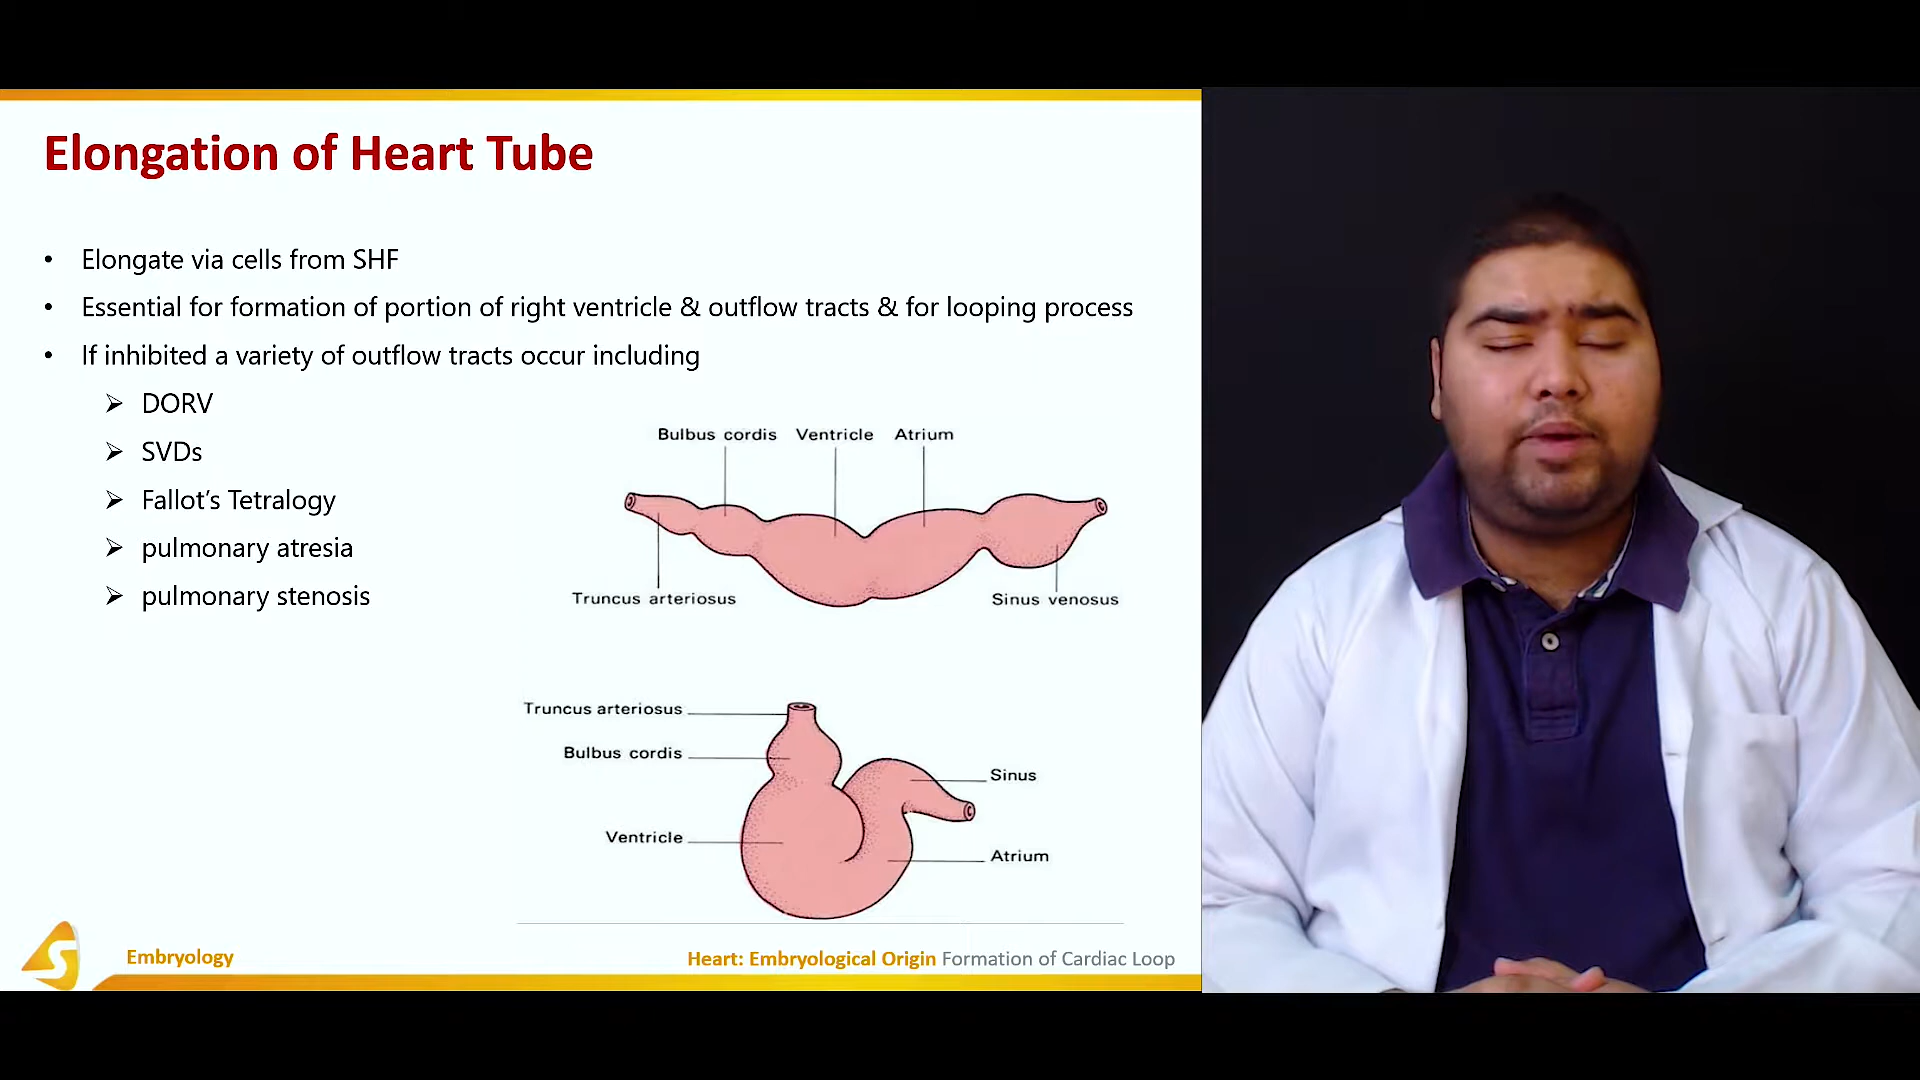 Elongation of Heart Tube
• Elongate via cells from SHF
• Essential for formation of portion of right ventricle & outflow tracts & for looping process
• If inhibited a variety of outflow tracts occur including
➢ DORV
➢ SVDs
➢ Fallot's Tetralogy
➢ pulmonary atresia
➢ pulmonary stenosis
Bulbus cordis Ventricle Atrium
Truncus arteriosus Sinus venosus
Truncus arteriosus
Bulbus cordis
Sinus
Ventricle
Atrium
S
Embryology
Heart: Embryological Origin Formation of Cardiac Loop